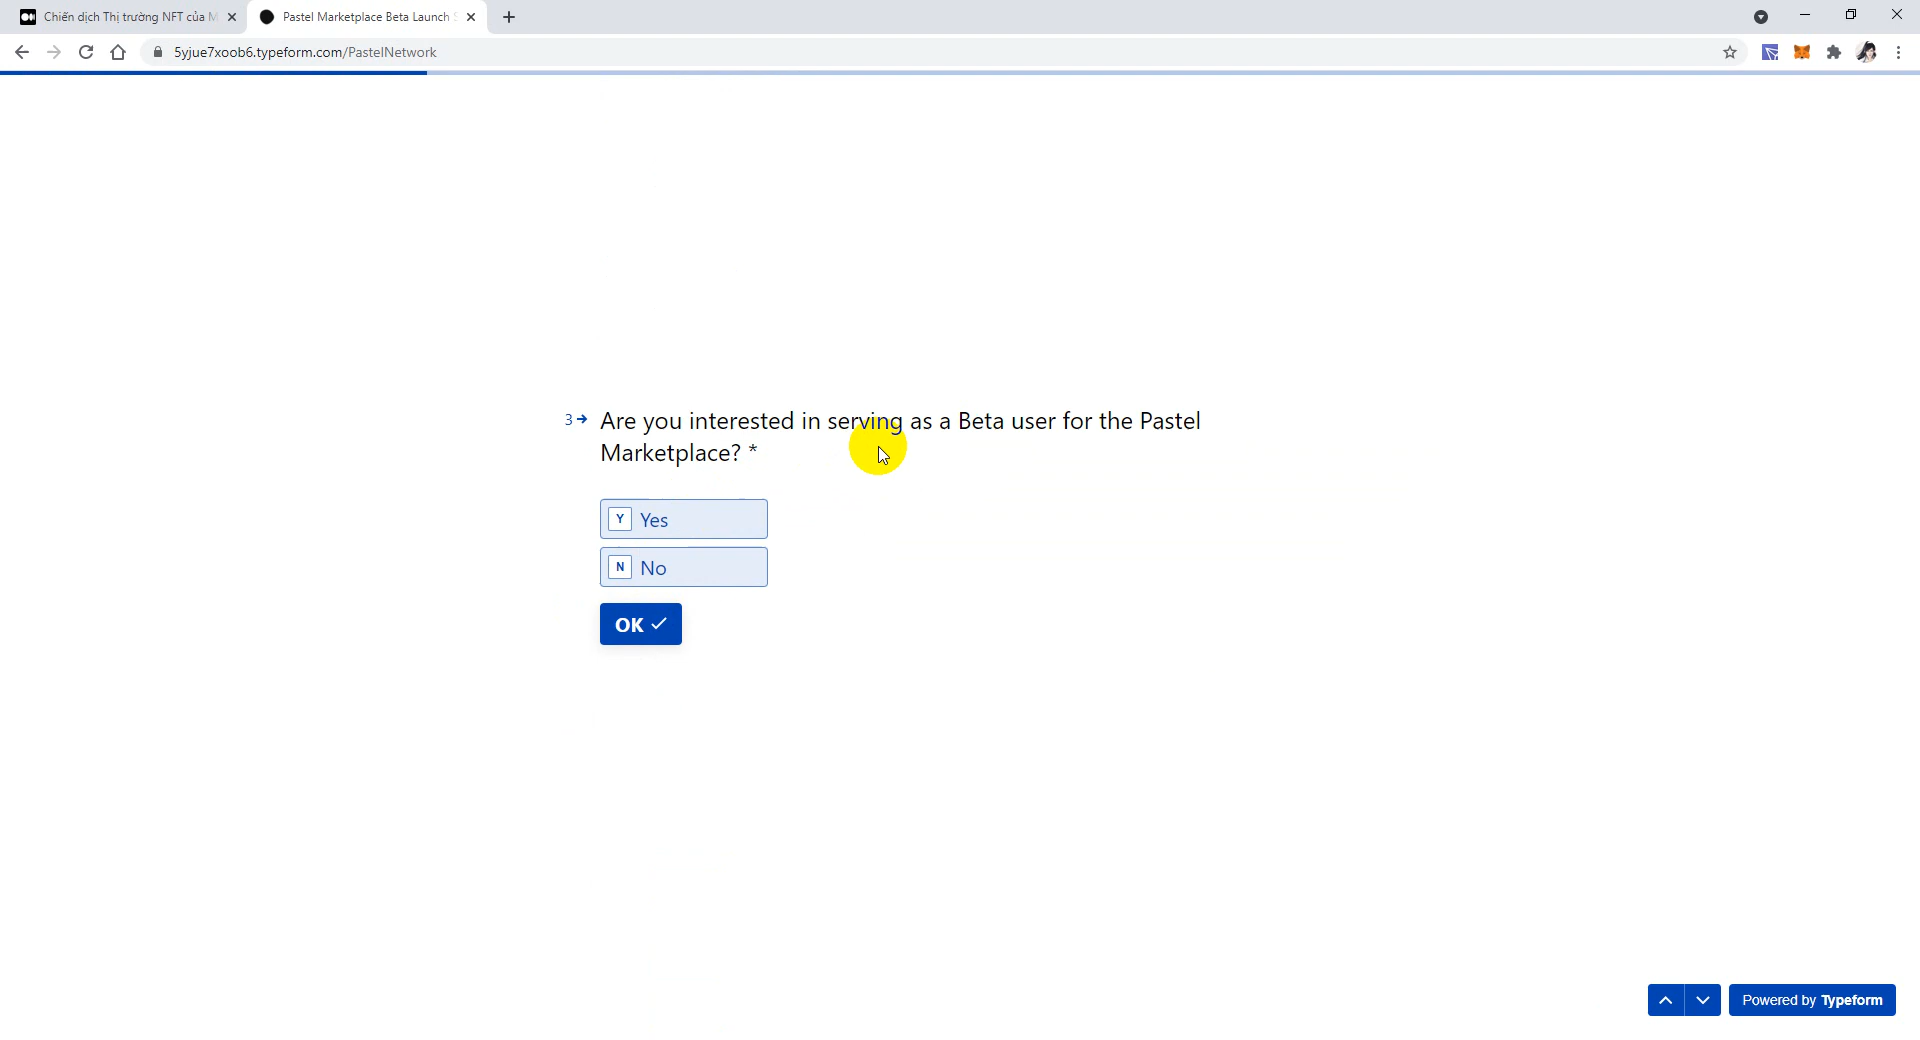 Chiến dịch Thị trường NFT của M
Pastel Marketplace Beta Launch S
5yjue7xoob6.typeform.com/PastelNetwork
3 Are you interested in serving as a Beta user for the Pastel
Marketplace? *
Y Yes
N No
OK
Powered by Typeform